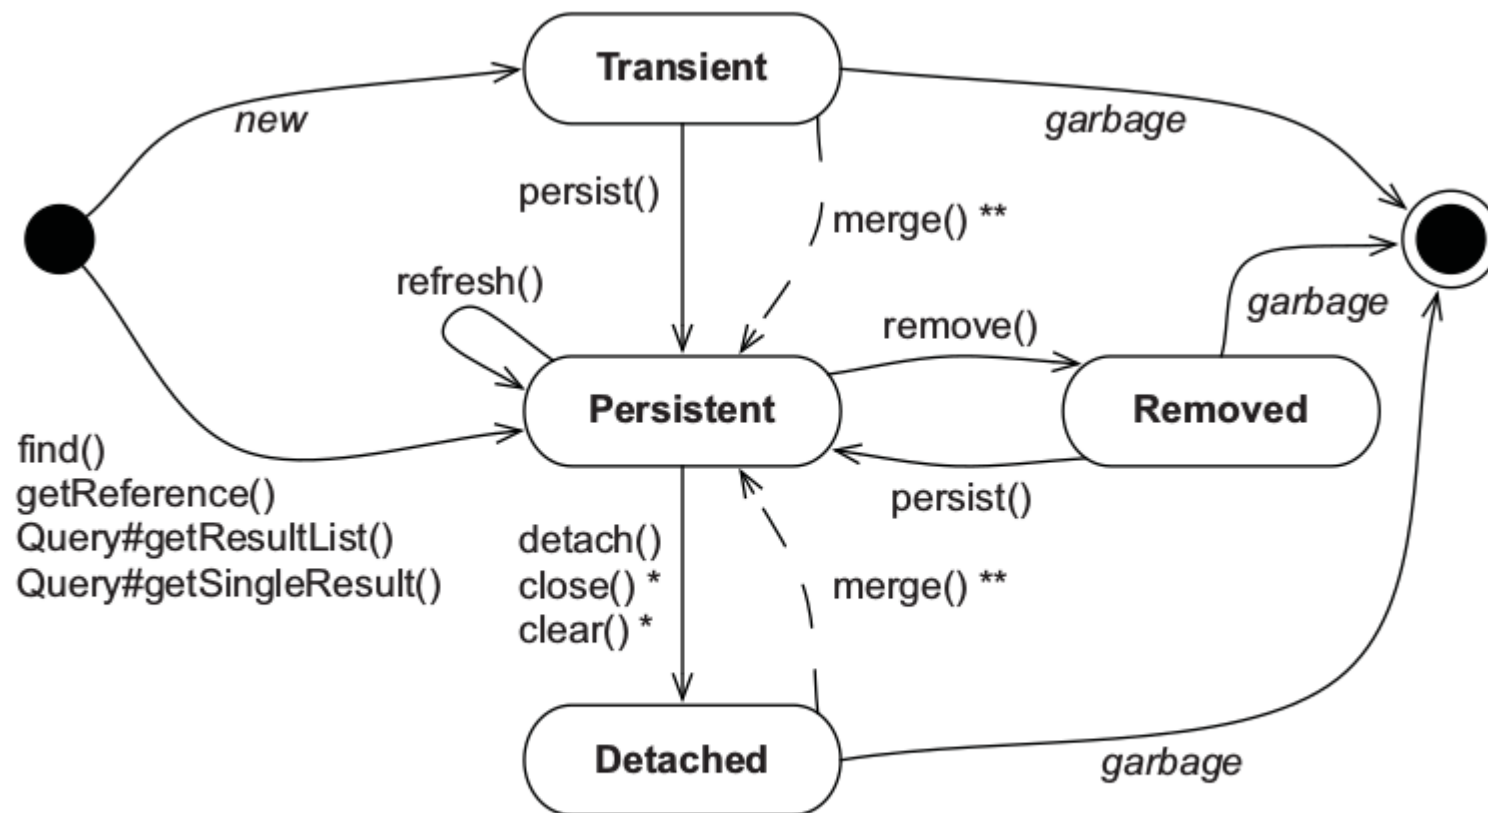 Transient
new
garbage
persist()
merge() **
refresh()
remove()
garbage
Persistent
Removed
find()
getReference()
Query#getResultList()
Query#getSingleResult()
persist()
detach()
close() *
clear() *
merge() **
Detached
garbage